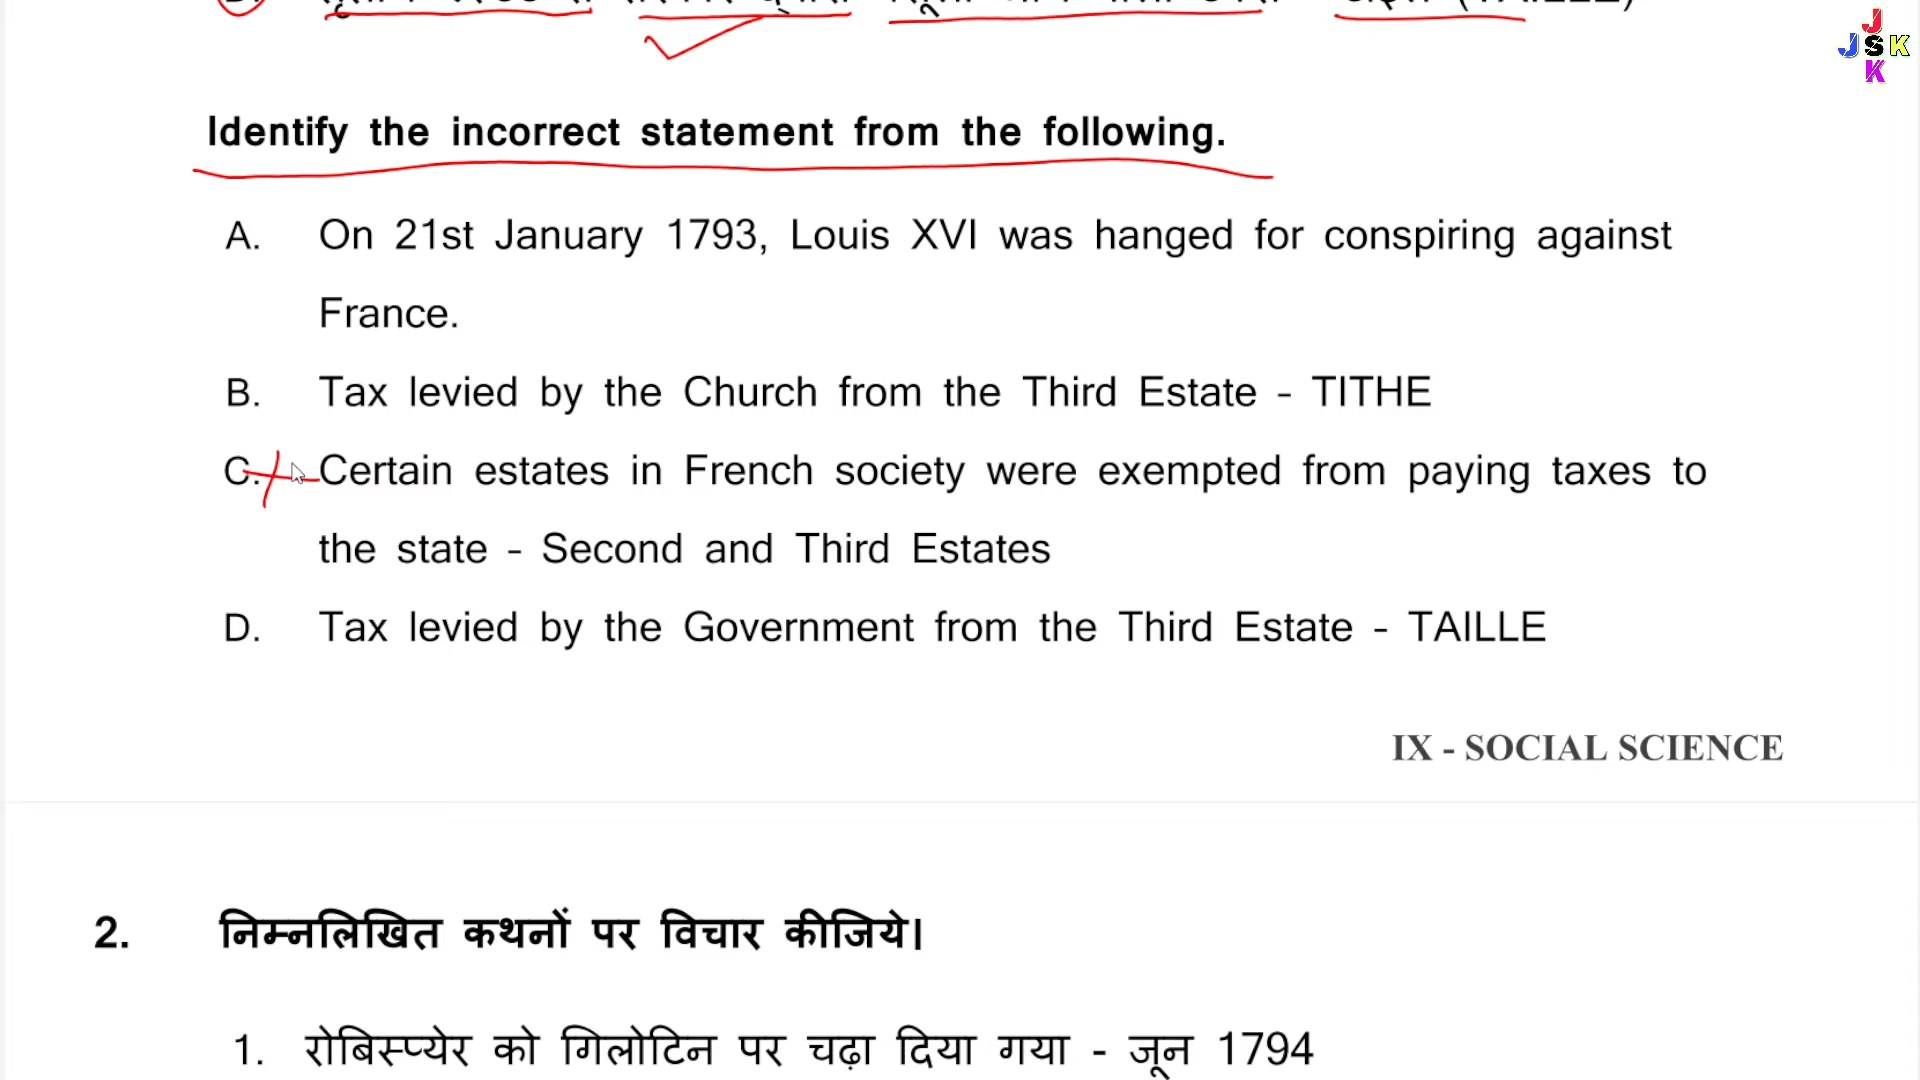 J
J S K
K
Identify the incorrect statement from the following.
A. On 21st January 1793, Louis XVI was hanged for conspiring against
France.
B. Tax levied by the Church from the Third Estate - TITHE
C. Certain estates in French society were exempted from paying taxes to
the state - Second and Third Estates
D. Tax levied by the Government from the Third Estate - TAILLE
IX - SOCIAL SCIENCE
2. निम्नलिखित कथनों पर विचार कीजिये।
1. रोबिस्प्येर को गिलोटिन पर चढ़ा दिया गया - जून 1794